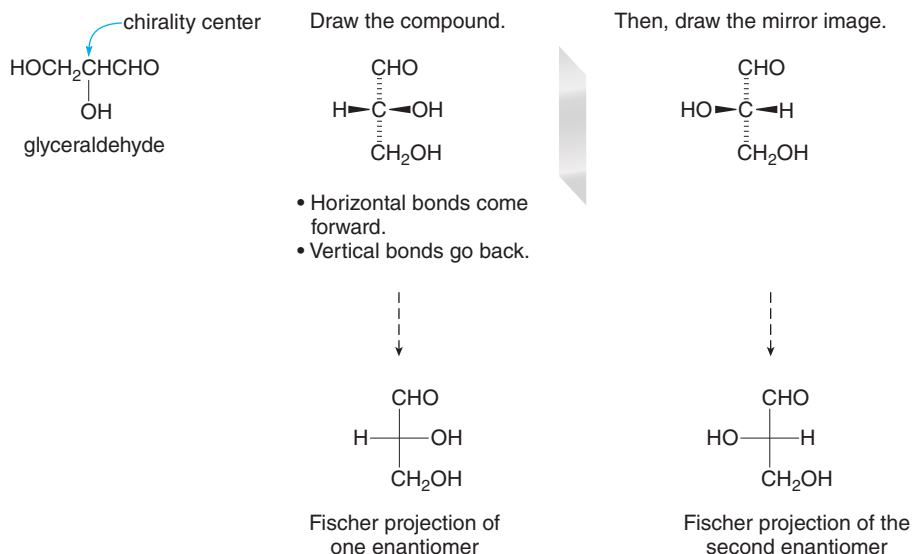 chirality center
HOCH₂CHCHO
OH
glyceraldehyde
Draw the compound.
CHO
H C OH
CH₂OH
• Horizontal bonds come
forward.
• Vertical bonds go back.
Then, draw the mirror image.
CHO
HO C H
CH₂OH
CHO
H OH
CH₂OH
Fischer projection of
one enantiomer
CHO
HO H
CH₂OH
Fischer projection of the
second enantiomer